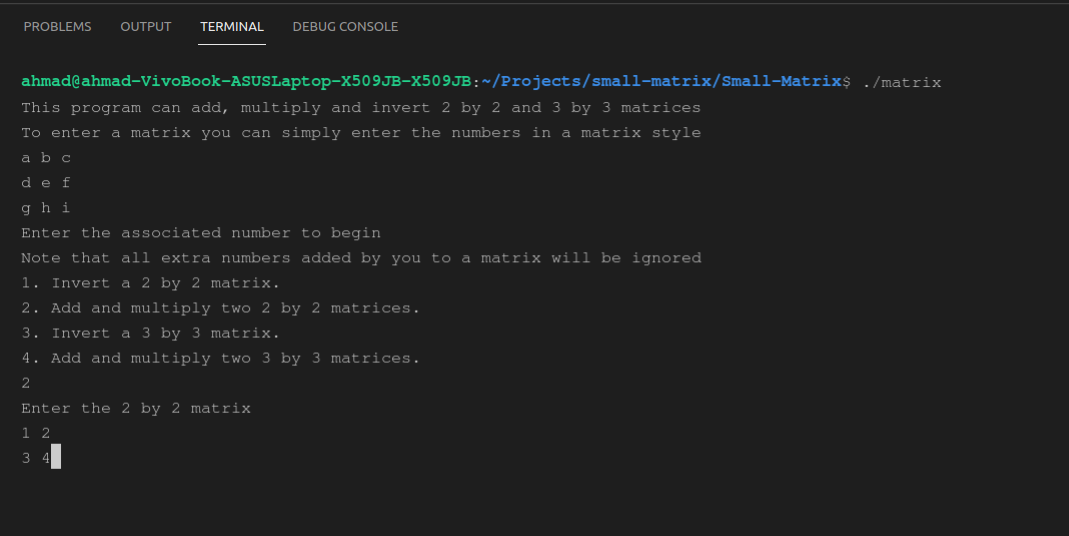 PROBLEMS OUTPUT TERMINAL DEBUG CONSOLE
ahmad@ahmad-VivoBook-ASUSLaptop-X509JB-X509JB:~/Projects/small-matrix/Small-Matrix$ ./matrix
This program can add, multiply and invert 2 by 2 and 3 by 3 matrices
To enter a matrix you can simply enter the numbers in a matrix style
a b c
d e f
g h i
Enter the associated number to begin
Note that all extra numbers added by you to a matrix will be ignored
1. Invert a 2 by 2 matrix.
2. Add and multiply two 2 by 2 matrices.
3. Invert a 3 by 3 matrix.
4. Add and multiply two 3 by 3 matrices.
2
Enter the 2 by 2 matrix
1 2
3 4